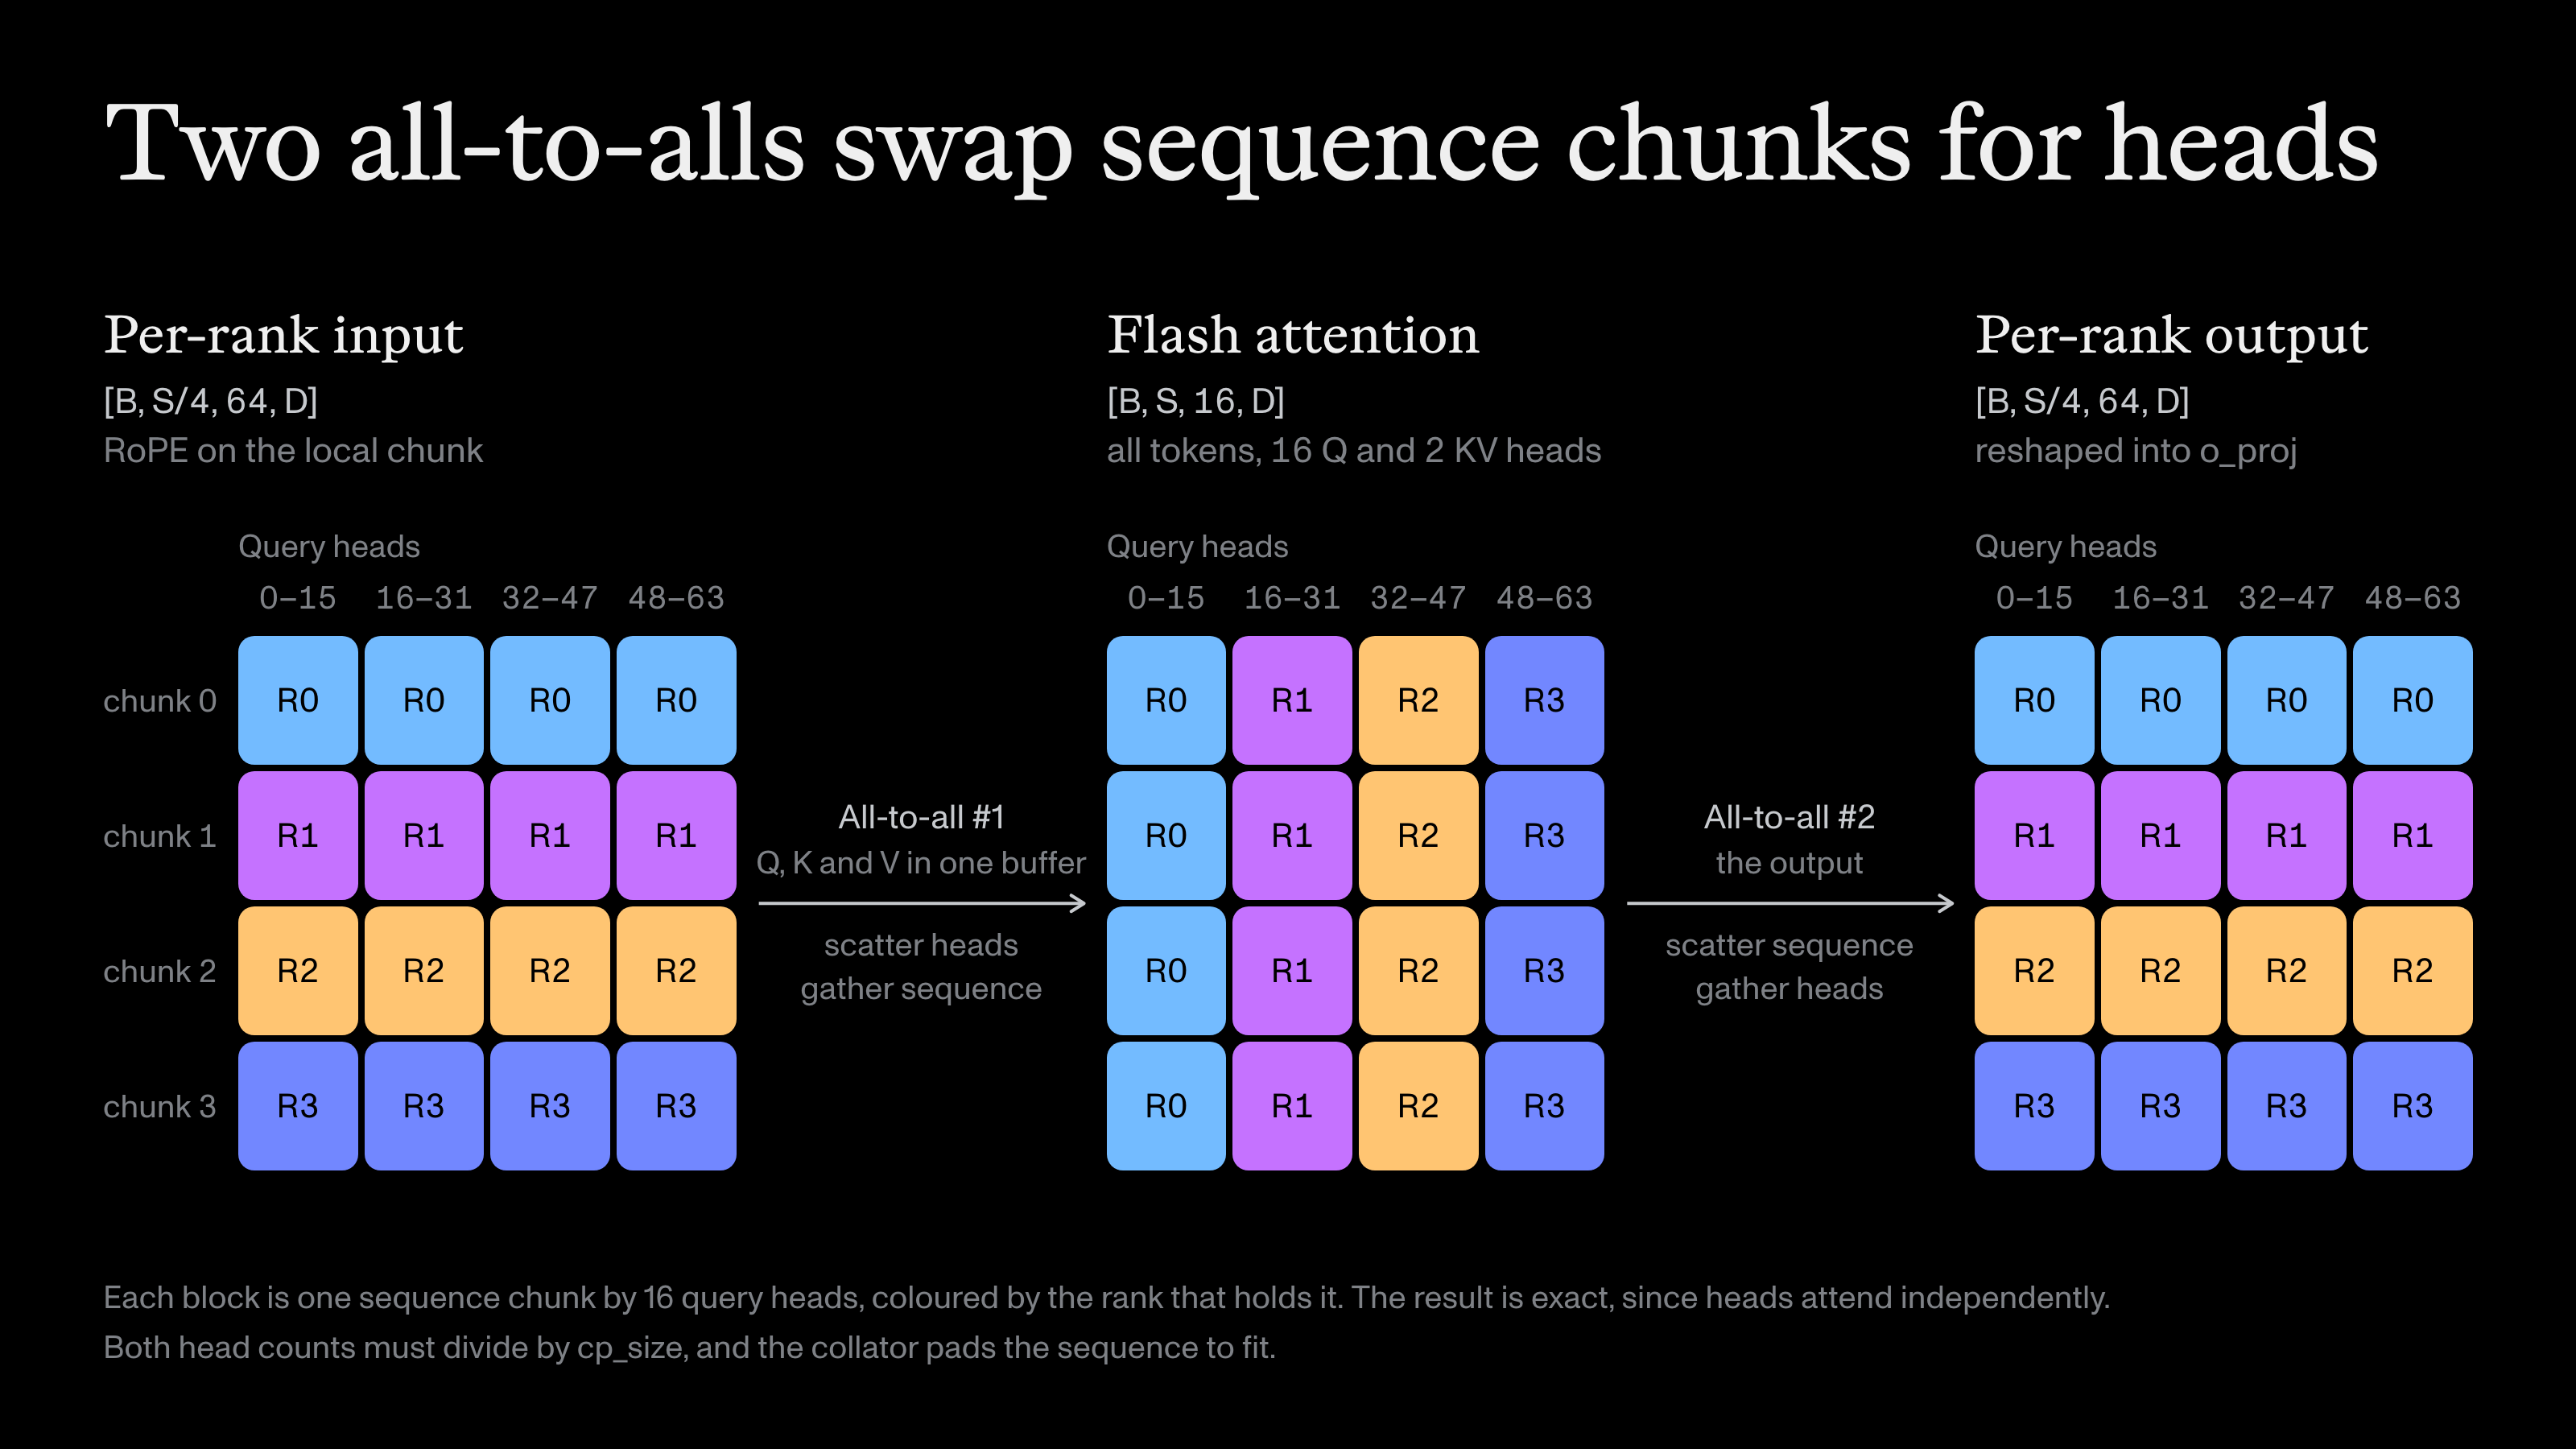 Two all-to-alls swap sequence chunks for heads
Per-rank input
[B, S/4, 64, D]
RoPE on the local chunk
Query heads
0–15 16–31 32–47 48–63
chunk 0 R0 R0 R0 R0
chunk 1 R1 R1 R1 R1
chunk 2 R2 R2 R2 R2
chunk 3 R3 R3 R3 R3
All-to-all #1
Q, K and V in one buffer
scatter heads
gather sequence
Flash attention
[B, S, 16, D]
all tokens, 16 Q and 2 KV heads
Query heads
0–15 16–31 32–47 48–63
R0 R1 R2 R3
R0 R1 R2 R3
R0 R1 R2 R3
R0 R1 R2 R3
All-to-all #2
the output
scatter sequence
gather heads
Per-rank output
[B, S/4, 64, D]
reshaped into o_proj
Query heads
0–15 16–31 32–47 48–63
R0 R0 R0 R0
R1 R1 R1 R1
R2 R2 R2 R2
R3 R3 R3 R3
Each block is one sequence chunk by 16 query heads, coloured by the rank that holds it. The result is exact, since heads attend independently.
Both head counts must divide by cp_size, and the collator pads the sequence to fit.